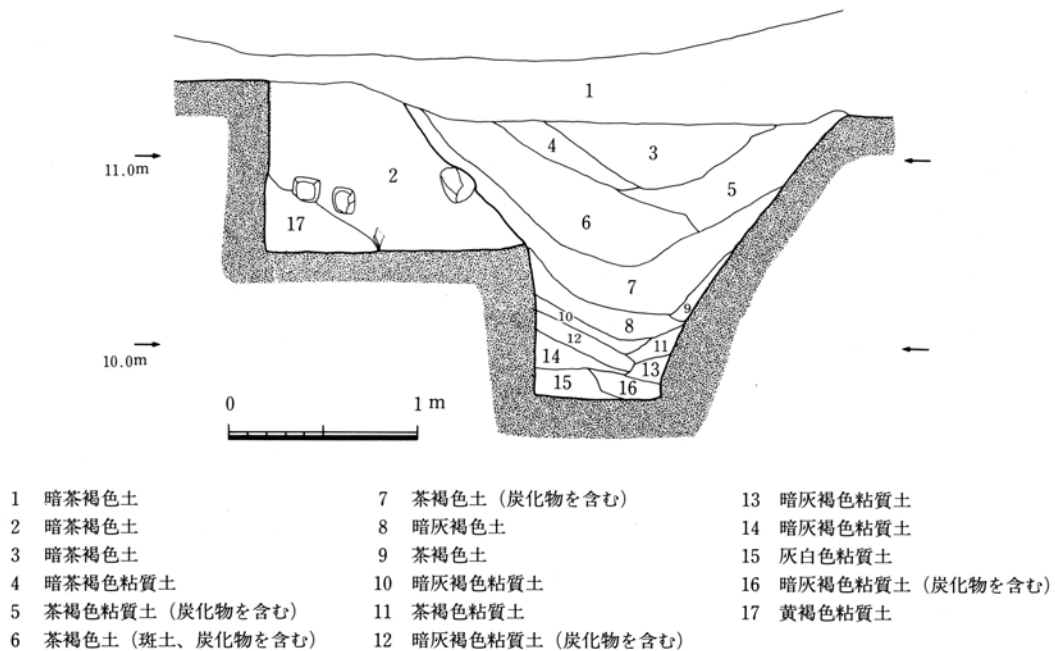 1
4
3
11.0m
2
5
17
6
7
9
10
8
12
11
10.0m
14
13
15
16
0 1 m
1 暗茶褐色土
2 暗茶褐色土
3 暗茶褐色土
4 暗茶褐色粘質土
5 茶褐色粘質土（炭化物を含む）
6 茶褐色土（斑土、炭化物を含む）
7 茶褐色土（炭化物を含む）
8 暗灰褐色土
9 茶褐色土
10 暗灰褐色粘質土
11 茶褐色粘質土
12 暗灰褐色粘質土（炭化物を含む）
13 暗灰褐色粘質土
14 暗灰褐色粘質土
15 灰白色粘質土
16 暗灰褐色粘質土（炭化物を含む）
17 黄褐色粘質土